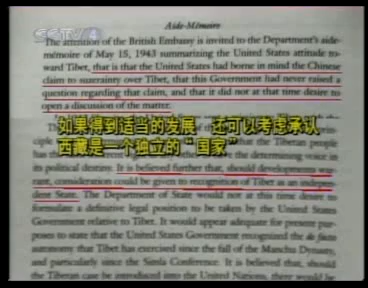 CCTV4
Aide-Mémoire
The attention of the British Embassy is invited to the Department's aide-
mémoire of May 15, 1943 summarizing the United States attitude to-
ward Tibet, that is that the United States had borne in mind the Chinese
claim to suzerainty over Tibet, that this Government had never raised a
question regarding that claim, and that it did not at that time desire to
open a discussion of the matter.
如果得到适当的发展 还可以考虑承认
西藏是一个独立的“国家”
that the Tibetan people
the determining voice in
its political destiny. It is believed further that, should developments war-
rant, consideration could be given to recognition of Tibet as an indepen-
dent State. The Department of State would not at this time desire to
formulate a definitive legal position to be taken by the United States
Government relative to Tibet. It would appear adequate for present pur-
poses to state that the United States Government recognizes the de facto
autonomy that Tibet has exercised since the fall of the Manchu Dynasty,
and particularly since the Simla Conference. It is believed that, should
the Tibetan case be introduced into the United Nations, there would be